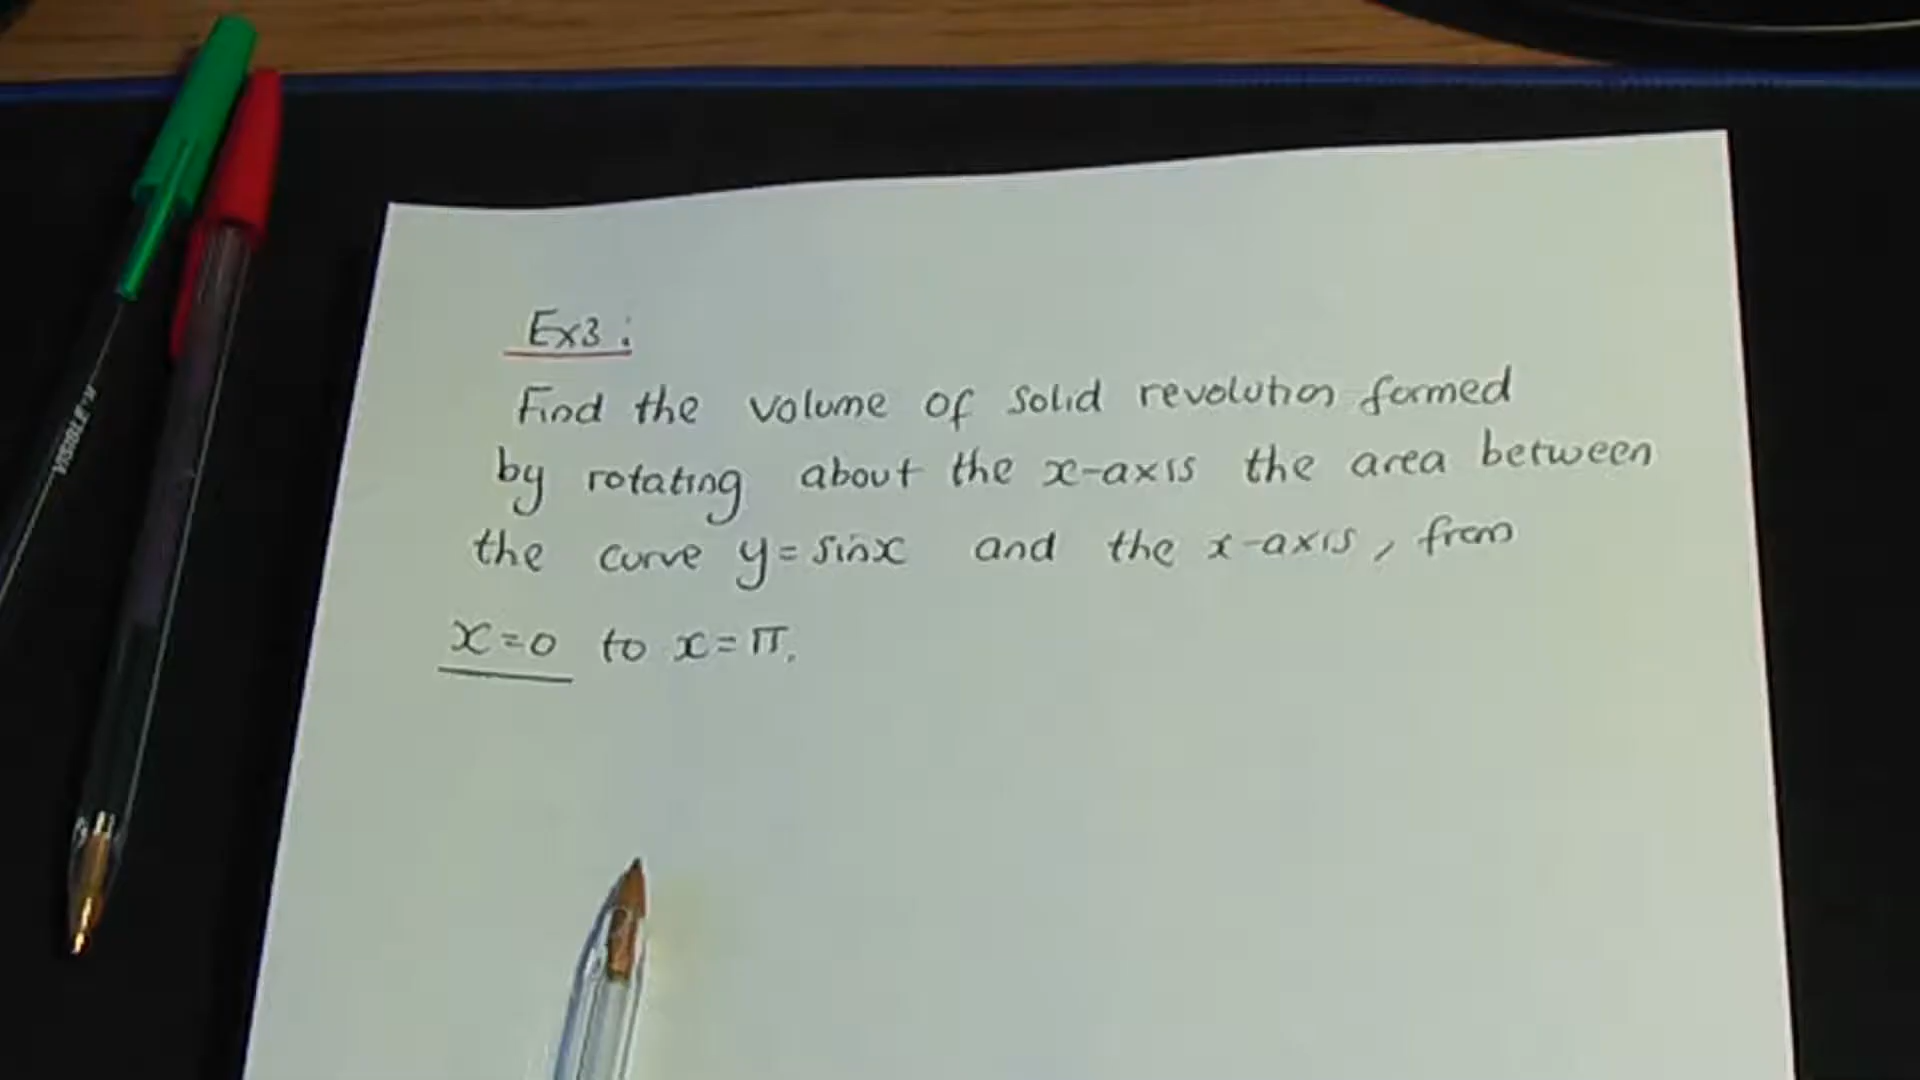 Ex3:
Find the volume of solid revolution formed
by rotating about the x-axis the area between
the curve y=sinx and the x-axis, from
x=0 to x=π.
VISIBLE™